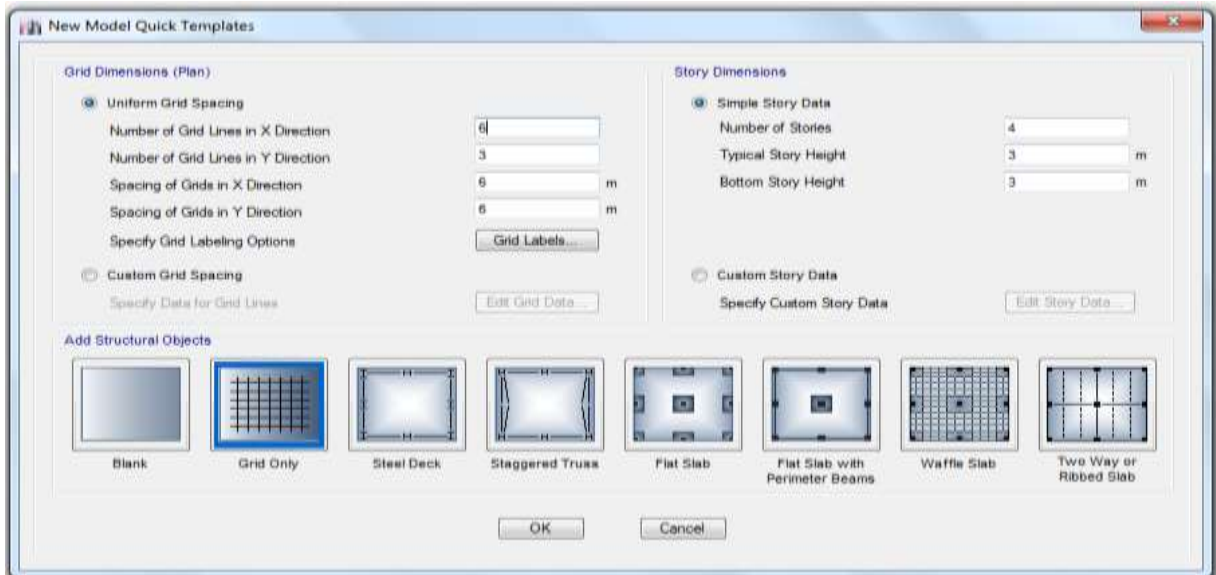 New Model Quick Templates
Grid Dimensions (Plan)
Uniform Grid Spacing
Number of Grid Lines in X Direction
6
Number of Grid Lines in Y Direction
3
Spacing of Grids in X Direction
6
m
Spacing of Grids in Y Direction
6
m
Specify Grid Labeling Options
Grid Labels...
Custom Grid Spacing
Specify Data for Grid Lines
Edit Grid Data...
Story Dimensions
Simple Story Data
Number of Stories
4
Typical Story Height
3
m
Bottom Story Height
3
m
Custom Story Data
Specify Custom Story Data
Edit Story Data...
Add Structural Objects
Blank
Grid Only
Steel Deck
Staggered Truss
Flat Slab
Flat Slab with
Perimeter Beams
Waffle Slab
Two Way or
Ribbed Slab
OK
Cancel